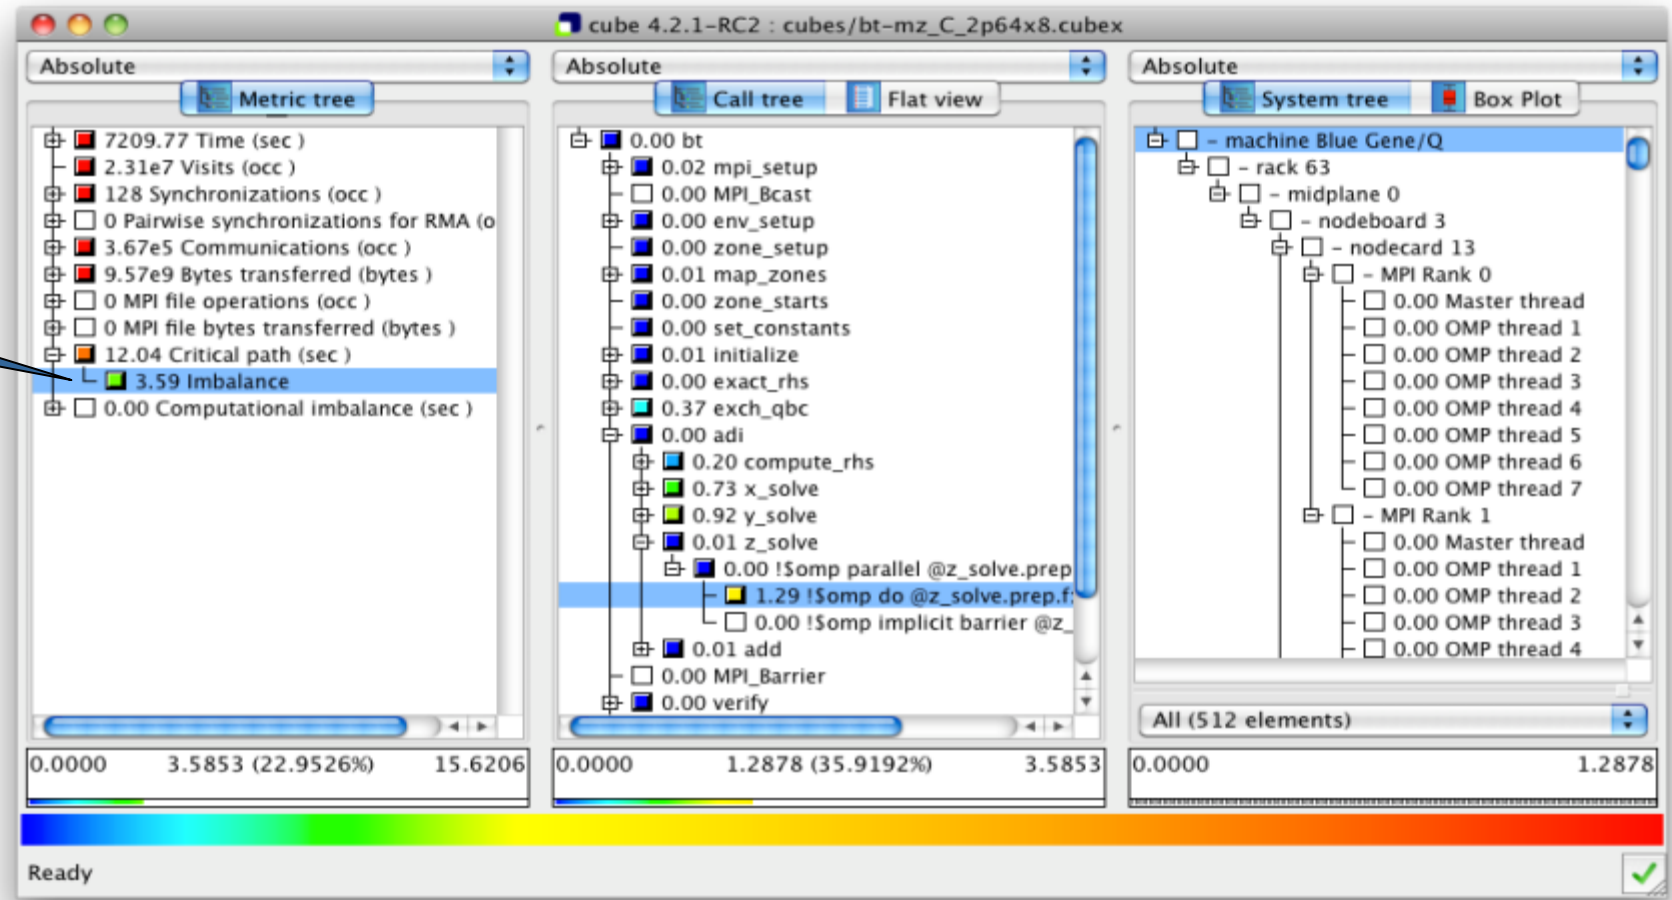 cube 4.2.1-RC2 : cubes/bt-mz_C_2p64x8.cubex
Absolute
Metric tree
7209.77 Time (sec )
2.31e7 Visits (occ )
128 Synchronizations (occ )
0 Pairwise synchronizations for RMA (o
3.67e5 Communications (occ )
9.57e9 Bytes transferred (bytes )
0 MPI file operations (occ )
0 MPI file bytes transferred (bytes )
12.04 Critical path (sec )
3.59 Imbalance
0.00 Computational imbalance (sec )
0.0000 3.5853 (22.9526%) 15.6206
Absolute
Call tree Flat view
0.00 bt
0.02 mpi_setup
0.00 MPI_Bcast
0.00 env_setup
0.00 zone_setup
0.01 map_zones
0.00 zone_starts
0.00 set_constants
0.01 initialize
0.00 exact_rhs
0.37 exch_qbc
0.00 adi
0.20 compute_rhs
0.73 x_solve
0.92 y_solve
0.01 z_solve
0.00 !$omp parallel @z_solve.prep
1.29 !$omp do @z_solve.prep.f:
0.00 !$omp implicit barrier @z_
0.01 add
0.00 MPI_Barrier
0.00 verify
0.0000 1.2878 (35.9192%) 3.5853
Absolute
System tree Box Plot
- machine Blue Gene/Q
- rack 63
- midplane 0
- nodeboard 3
- nodecard 13
- MPI Rank 0
0.00 Master thread
0.00 OMP thread 1
0.00 OMP thread 2
0.00 OMP thread 3
0.00 OMP thread 4
0.00 OMP thread 5
0.00 OMP thread 6
0.00 OMP thread 7
- MPI Rank 1
0.00 Master thread
0.00 OMP thread 1
0.00 OMP thread 2
0.00 OMP thread 3
0.00 OMP thread 4
All (512 elements)
0.0000 1.2878
Ready